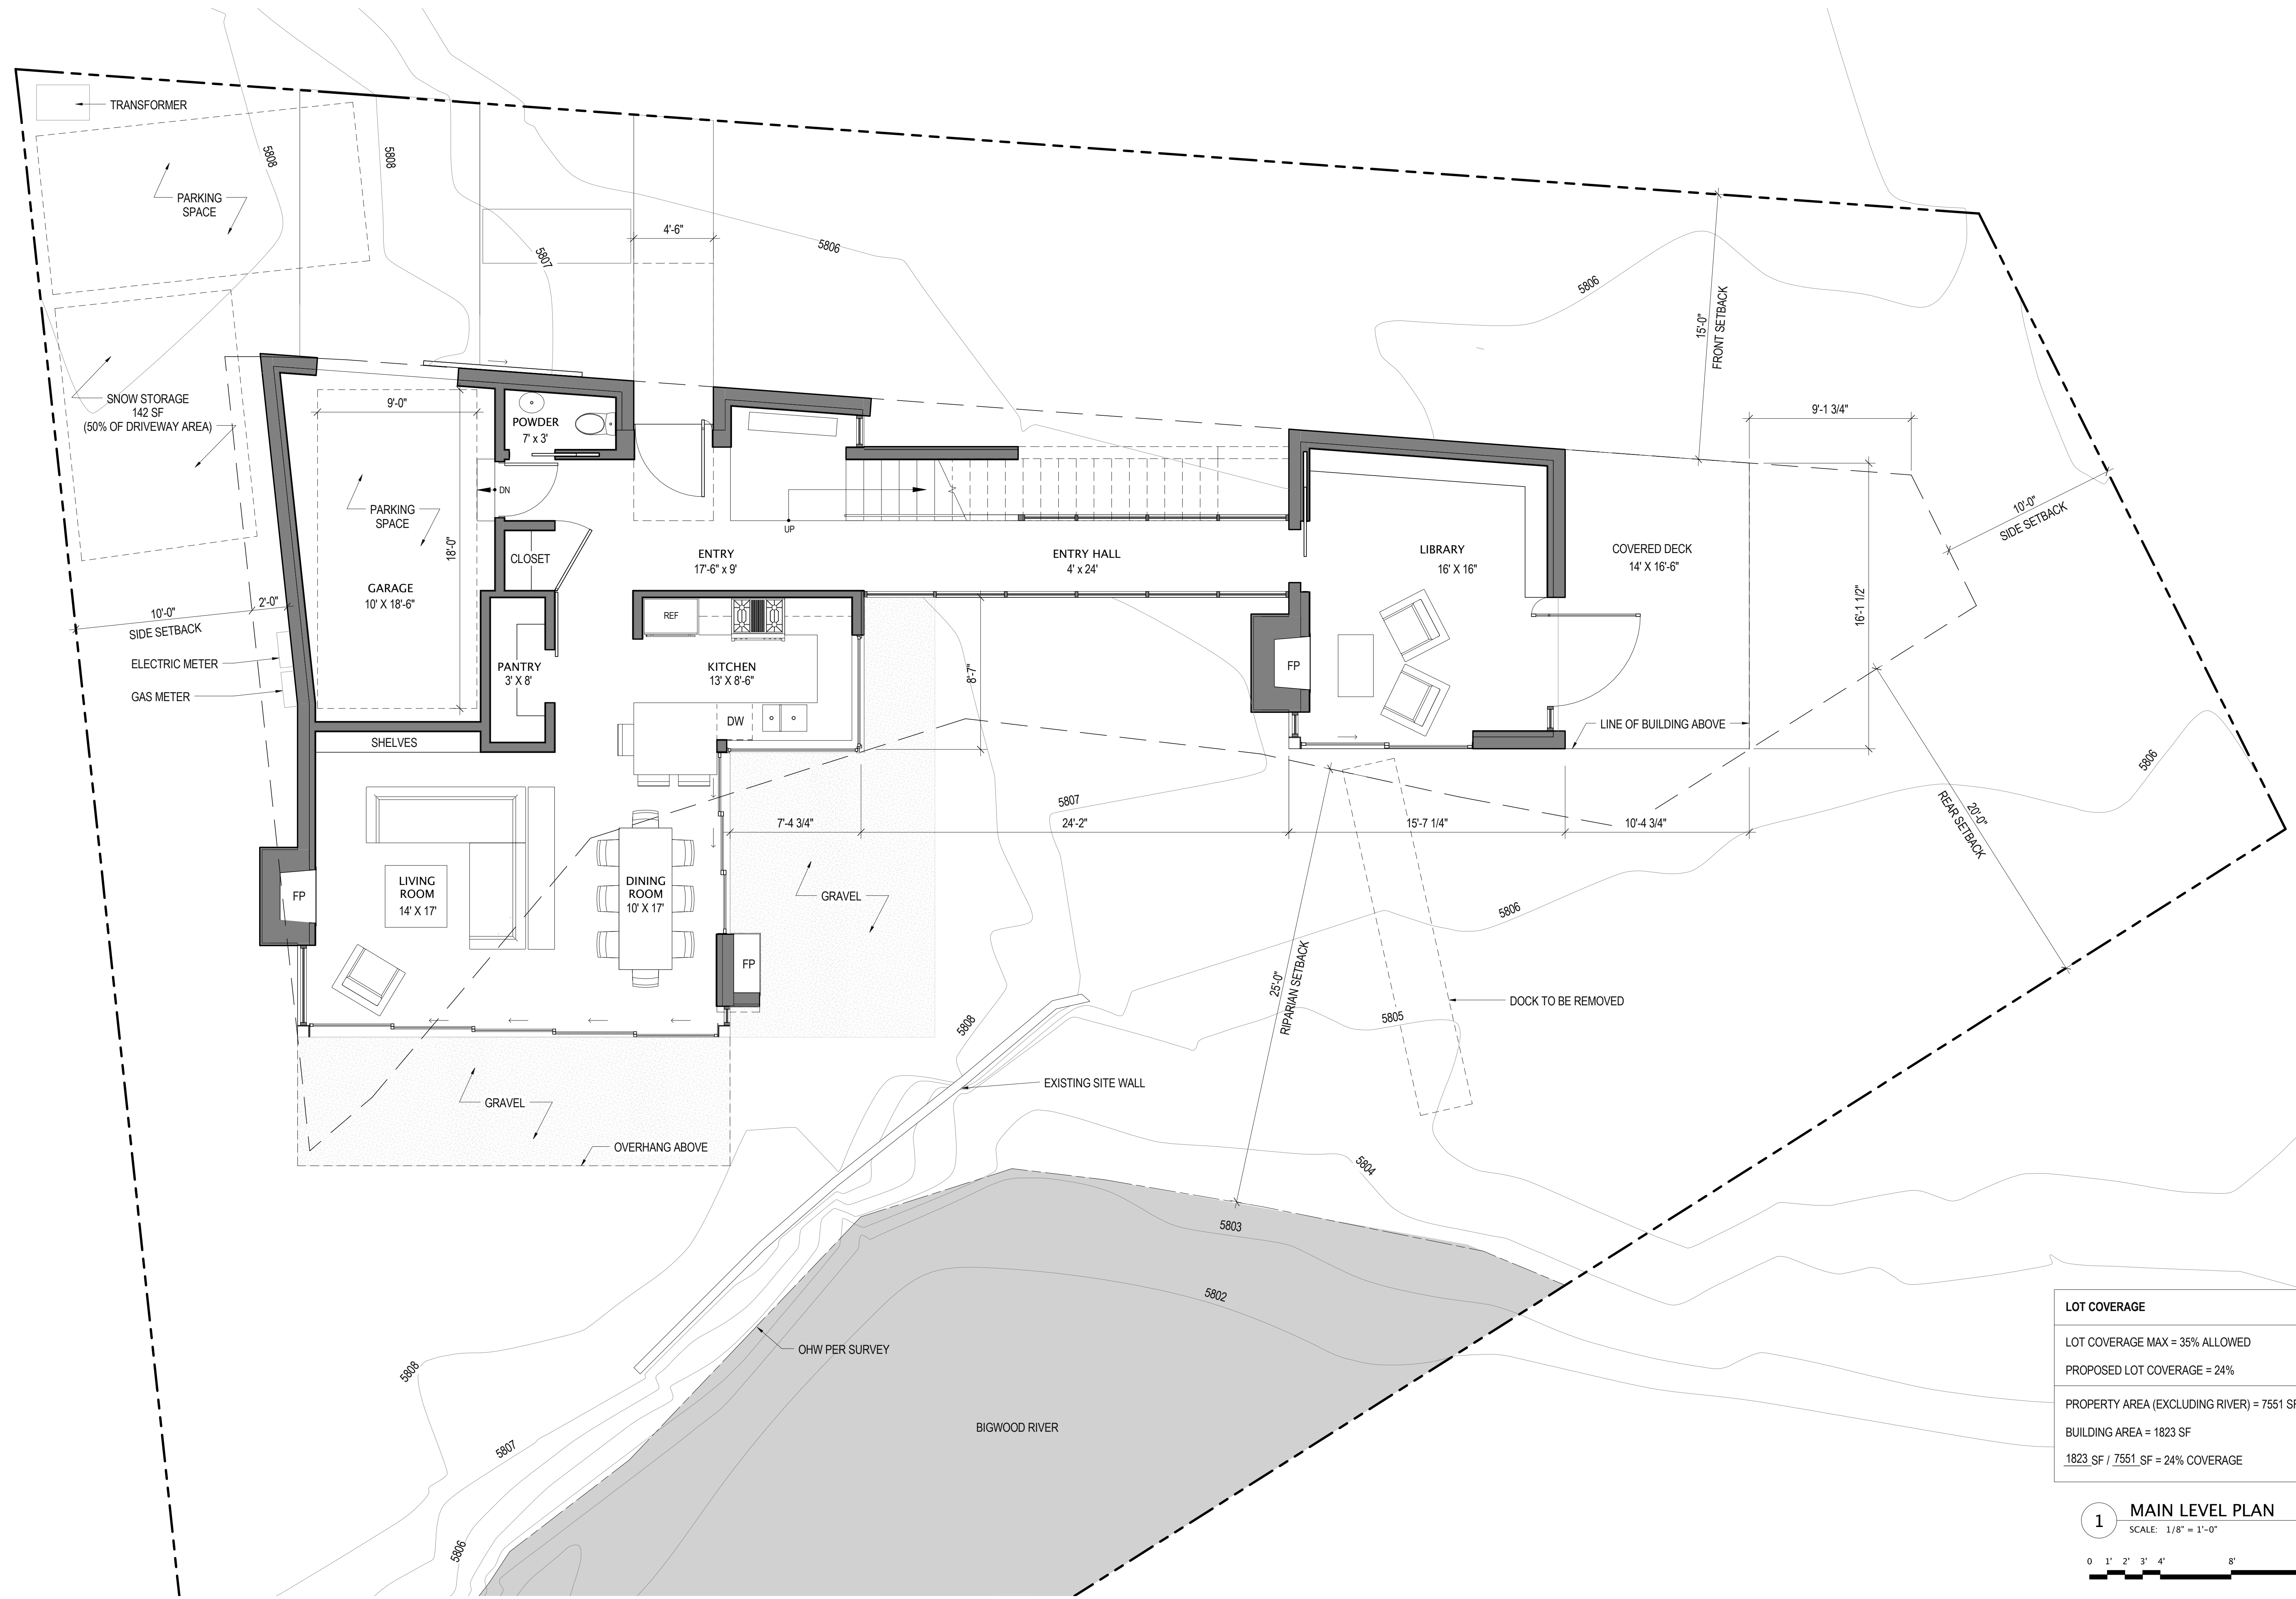 TRANSFORMER
5808
5808
PARKING
SPACE
5807
4'-6"
5806
5806
15'-0"
FRONT SETBACK
SNOW STORAGE
142 SF
(50% OF DRIVEWAY AREA)
9'-0"
POWDER
7' x 3'
9'-1 3/4"
10'-0"
SIDE SETBACK
DN
PARKING
SPACE
18'-0"
UP
CLOSET
ENTRY
17'-6" x 9'
ENTRY HALL
4' x 24'
LIBRARY
16' X 16"
COVERED DECK
14' X 16'-6"
16'-1 1/2"
GARAGE
10' X 18'-6"
10'-0"
SIDE SETBACK
2'-0"
REF
ELECTRIC METER
GAS METER
PANTRY
3' X 8'
KITCHEN
13' X 8'-6"
8'-7"
FP
DW
LINE OF BUILDING ABOVE
SHELVES
5806
5807
7'-4 3/4"
24'-2"
15'-7 1/4"
10'-4 3/4"
20'-0"
REAR SETBACK
FP
LIVING
ROOM
14' X 17'
DINING
ROOM
10' X 17'
GRAVEL
5806
FP
25'-0"
RIPARIAN SETBACK
DOCK TO BE REMOVED
5808
5805
EXISTING SITE WALL
GRAVEL
OVERHANG ABOVE
5804
5803
5802
OHW PER SURVEY
5808
BIGWOOD RIVER
5807
5806
LOT COVERAGE
LOT COVERAGE MAX = 35% ALLOWED
PROPOSED LOT COVERAGE = 24%
PROPERTY AREA (EXCLUDING RIVER) = 7551 SF
BUILDING AREA = 1823 SF
1823 SF / 7551 SF = 24% COVERAGE
1 MAIN LEVEL PLAN
SCALE: 1/8" = 1'-0"
0 1' 2' 3' 4' 8'